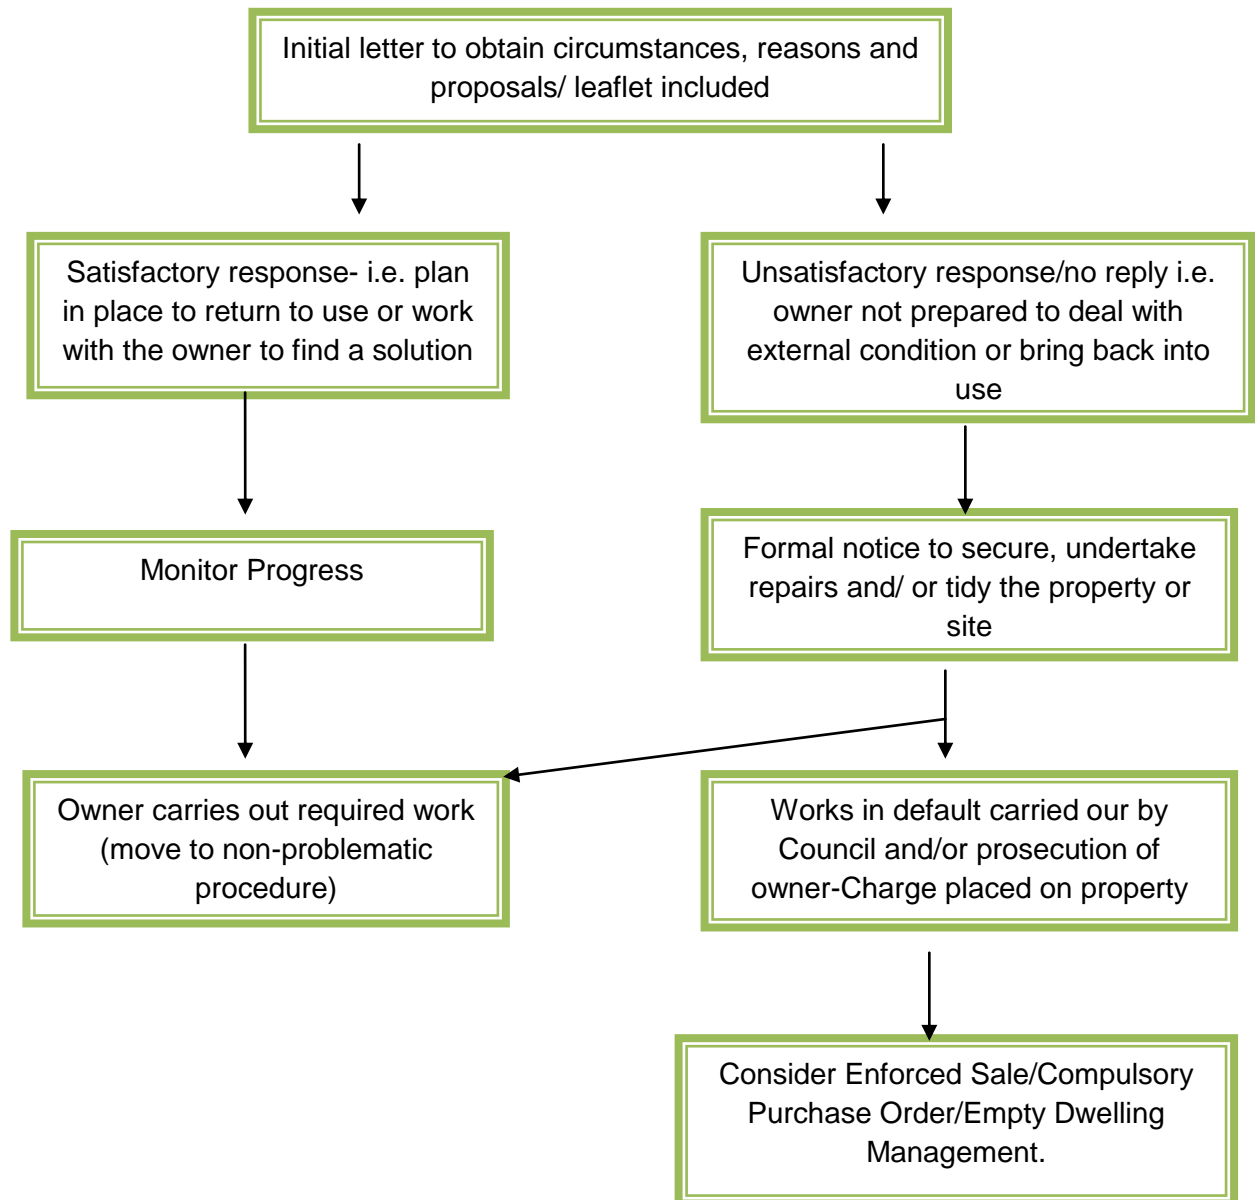 Initial letter to obtain circumstances, reasons and
proposals/ leaflet included
Satisfactory response- i.e. plan
in place to return to use or work
with the owner to find a solution
Unsatisfactory response/no reply i.e.
owner not prepared to deal with
external condition or bring back into
use
Monitor Progress
Formal notice to secure, undertake
repairs and/ or tidy the property or
site
Owner carries out required work
(move to non-problematic
procedure)
Works in default carried our by
Council and/or prosecution of
owner-Charge placed on property
Consider Enforced Sale/Compulsory
Purchase Order/Empty Dwelling
Management.